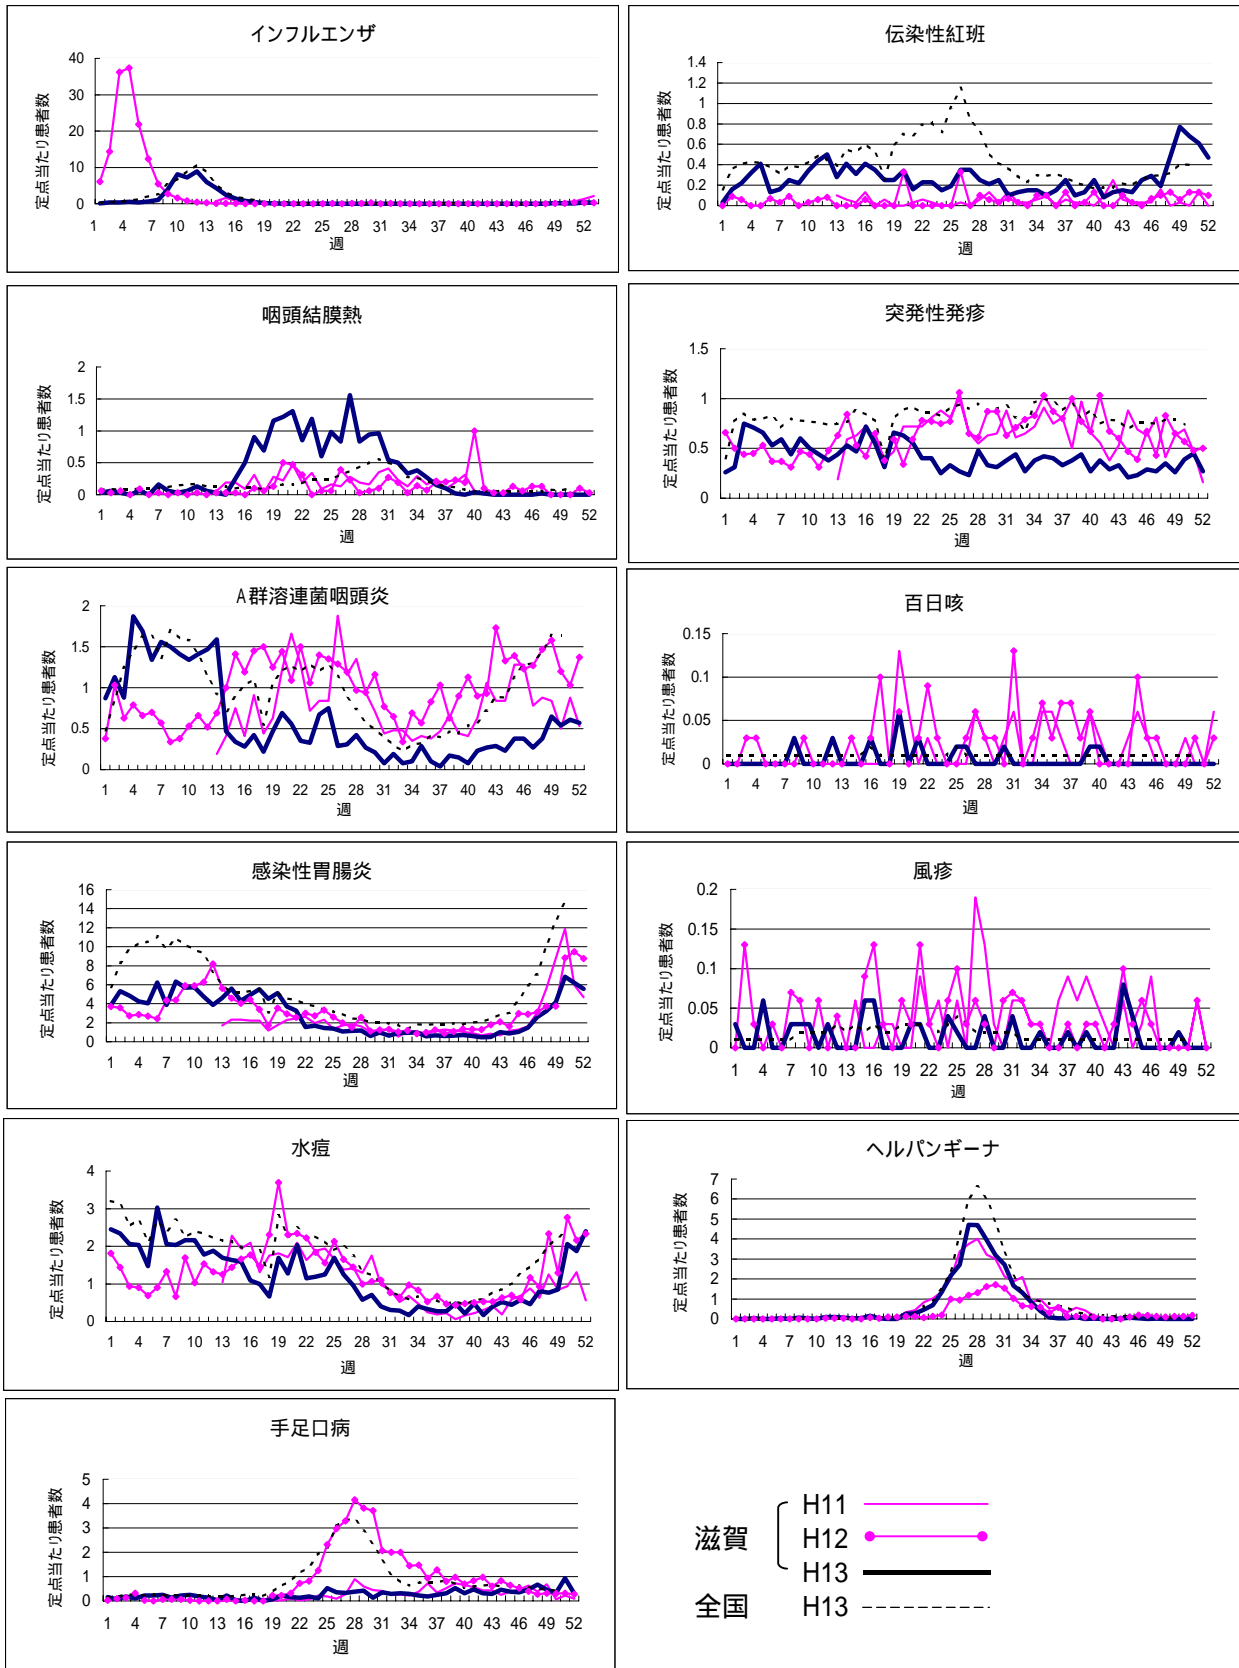 インフルエンザ
定点当たり患者数
40
30
20
10
0
1 4 7 10 13 16 19 22 25 28 31 34 37 40 43 46 49 52
週
伝染性紅班
定点当たり患者数
1.4
1.2
1
0.8
0.6
0.4
0.2
0
1 4 7 10 13 16 19 22 25 28 31 34 37 40 43 46 49 52
週
咽頭結膜熱
定点当たり患者数
2
1.5
1
0.5
0
1 4 7 10 13 16 19 22 25 28 31 34 37 40 43 46 49 52
週
突発性発疹
定点当たり患者数
1.5
1
0.5
0
1 4 7 10 13 16 19 22 25 28 31 34 37 40 43 46 49 52
週
A群溶連菌咽頭炎
定点当たり患者数
2
1.5
1
0.5
0
1 4 7 10 13 16 19 22 25 28 31 34 37 40 43 46 49 52
週
百日咳
定点当たり患者数
0.15
0.1
0.05
0
1 4 7 10 13 16 19 22 25 28 31 34 37 40 43 46 49 52
週
感染性胃腸炎
定点当たり患者数
16
14
12
10
8
6
4
2
0
1 4 7 10 13 16 19 22 25 28 31 34 37 40 43 46 49 52
週
風疹
定点当たり患者数
0.2
0.15
0.1
0.05
0
1 4 7 10 13 16 19 22 25 28 31 34 37 40 43 46 49 52
週
水痘
定点当たり患者数
4
3
2
1
0
1 4 7 10 13 16 19 22 25 28 31 34 37 40 43 46 49 52
週
ヘルパンギーナ
定点当たり患者数
7
6
5
4
3
2
1
0
1 4 7 10 13 16 19 22 25 28 31 34 37 40 43 46 49 52
週
手足口病
定点当たり患者数
5
4
3
2
1
0
1 4 7 10 13 16 19 22 25 28 31 34 37 40 43 46 49 52
週
H11
滋賀 H12
H13
全国 H13